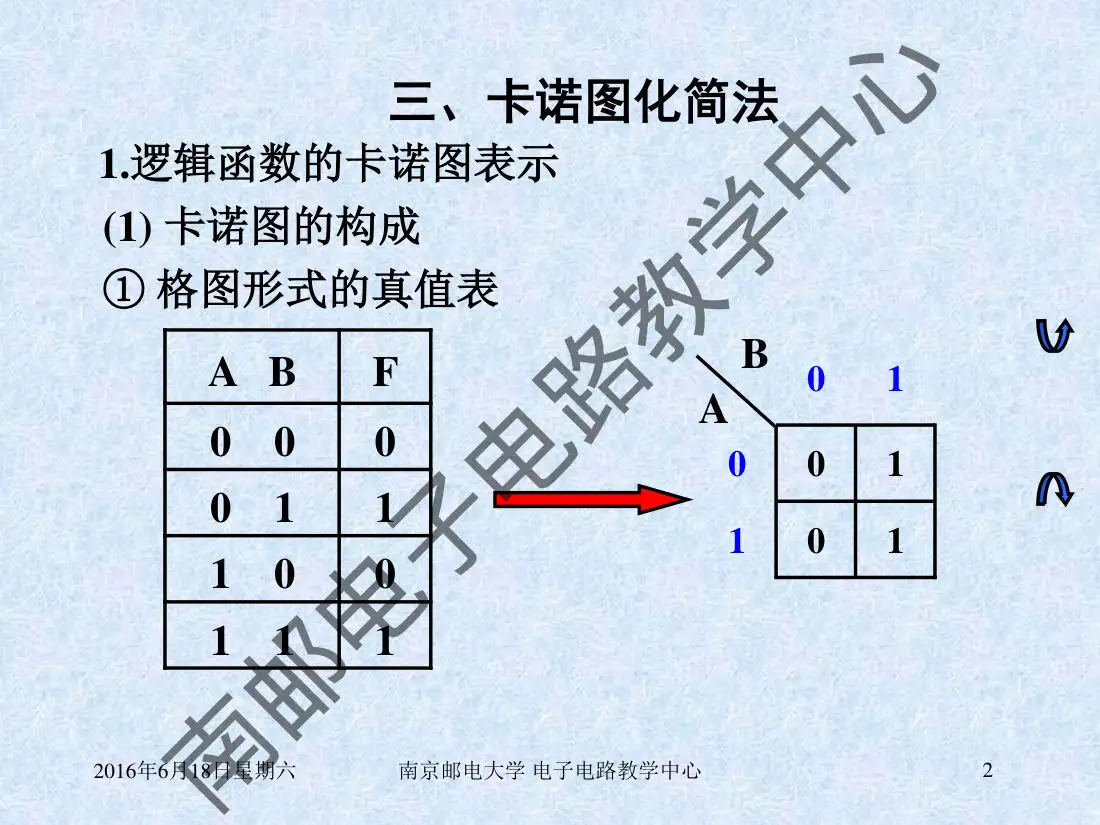 三、卡诺图化简法
1.逻辑函数的卡诺图表示
(1) 卡诺图的构成
① 格图形式的真值表
A B F
0 0 0
0 1 1
1 0 0
1 1 1
B
A
0 1
0 0 1
1 0 1
南邮电子电路教学中心
2016年6月18日星期六 南京邮电大学 电子电路教学中心 2